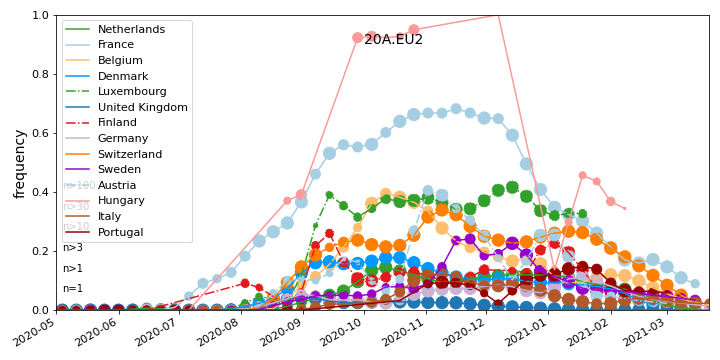 1.0
0.8
0.6
0.4
0.2
0.0
frequency
20A.EU2
Netherlands
France
Belgium
Denmark
Luxembourg
United Kingdom
Finland
Germany
Switzerland
Sweden
Austria
Hungary
Italy
Portugal
n>100
n>30
n>10
n>3
n>1
n=1
2020-05
2020-06
2020-07
2020-08
2020-09
2020-10
2020-11
2020-12
2021-01
2021-02
2021-03